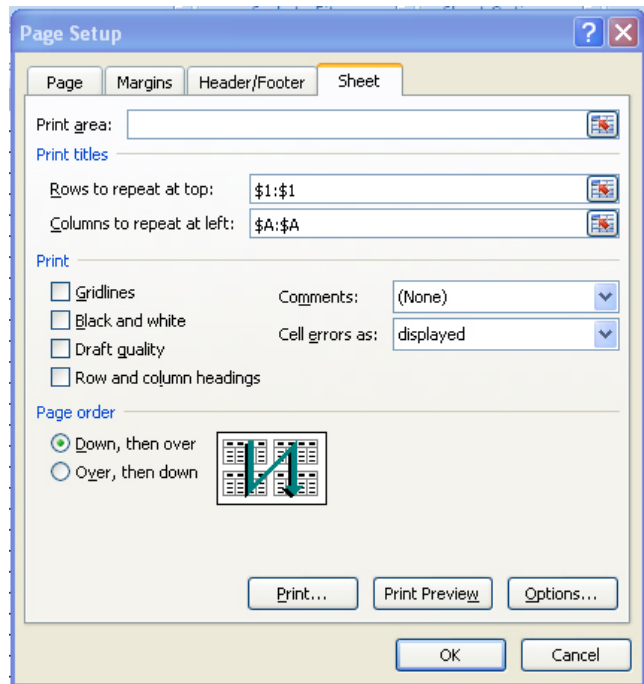 Page Setup
Page Margins Header/Footer Sheet
Print area:
Print titles
Rows to repeat at top: $1:$1
Columns to repeat at left: $A:$A
Print
Gridlines Comments: (None)
Black and white
Cell errors as: displayed
Draft quality
Row and column headings
Page order
Down, then over
Over, then down
Print... Print Preview Options...
OK Cancel